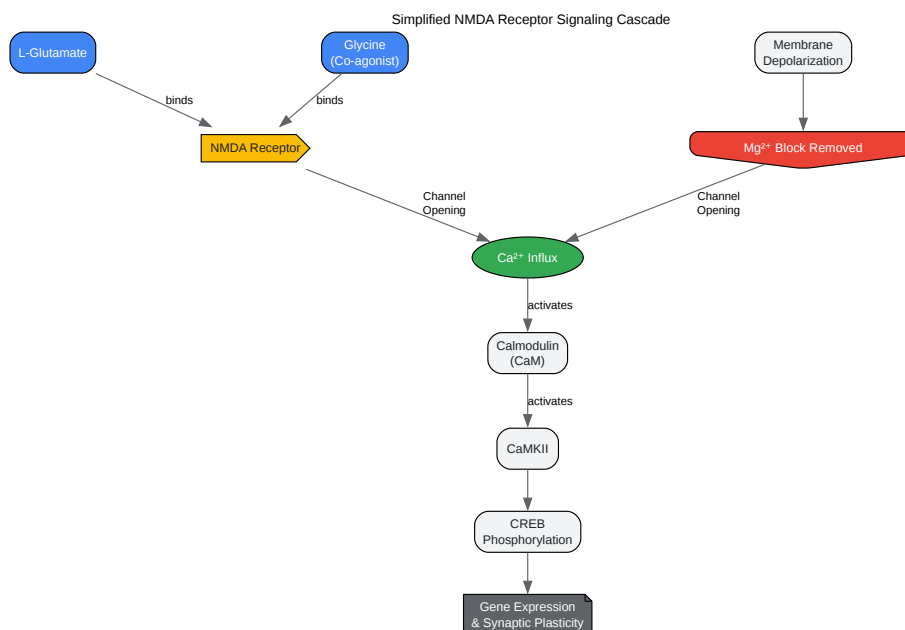 Simplified NMDA Receptor Signaling Cascade
L-Glutamate
Glycine
(Co-agonist)
Membrane
Depolarization
binds
binds
NMDA Receptor
Mg²⁺ Block Removed
Channel
Opening
Channel
Opening
Ca²⁺ Influx
activates
Calmodulin
(CaM)
activates
CaMKII
CREB
Phosphorylation
Gene Expression
& Synaptic Plasticity